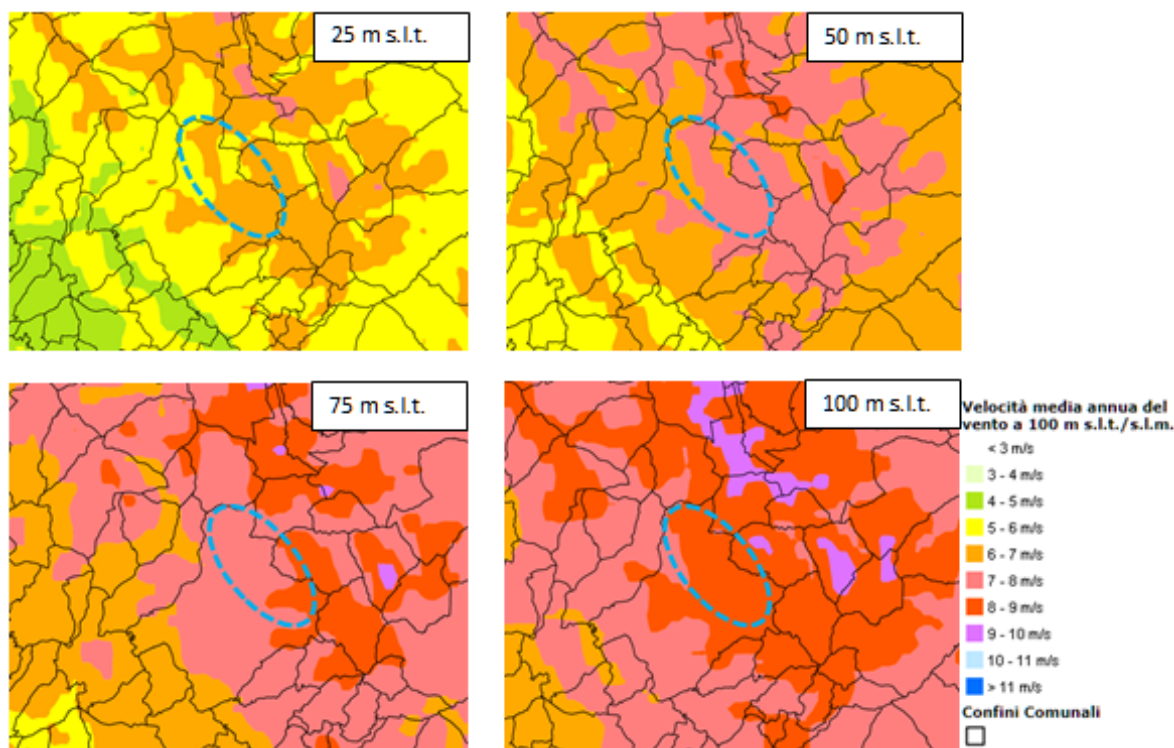 25 m s.l.t.
50 m s.l.t.
75 m s.l.t.
100 m s.l.t.
Velocità media annua del
vento a 100 m s.l.t./s.l.m.
< 3 m/s
3 - 4 m/s
4 - 5 m/s
5 - 6 m/s
6 - 7 m/s
7 - 8 m/s
8 - 9 m/s
9 - 10 m/s
10 - 11 m/s
> 11 m/s
Confini Comunali